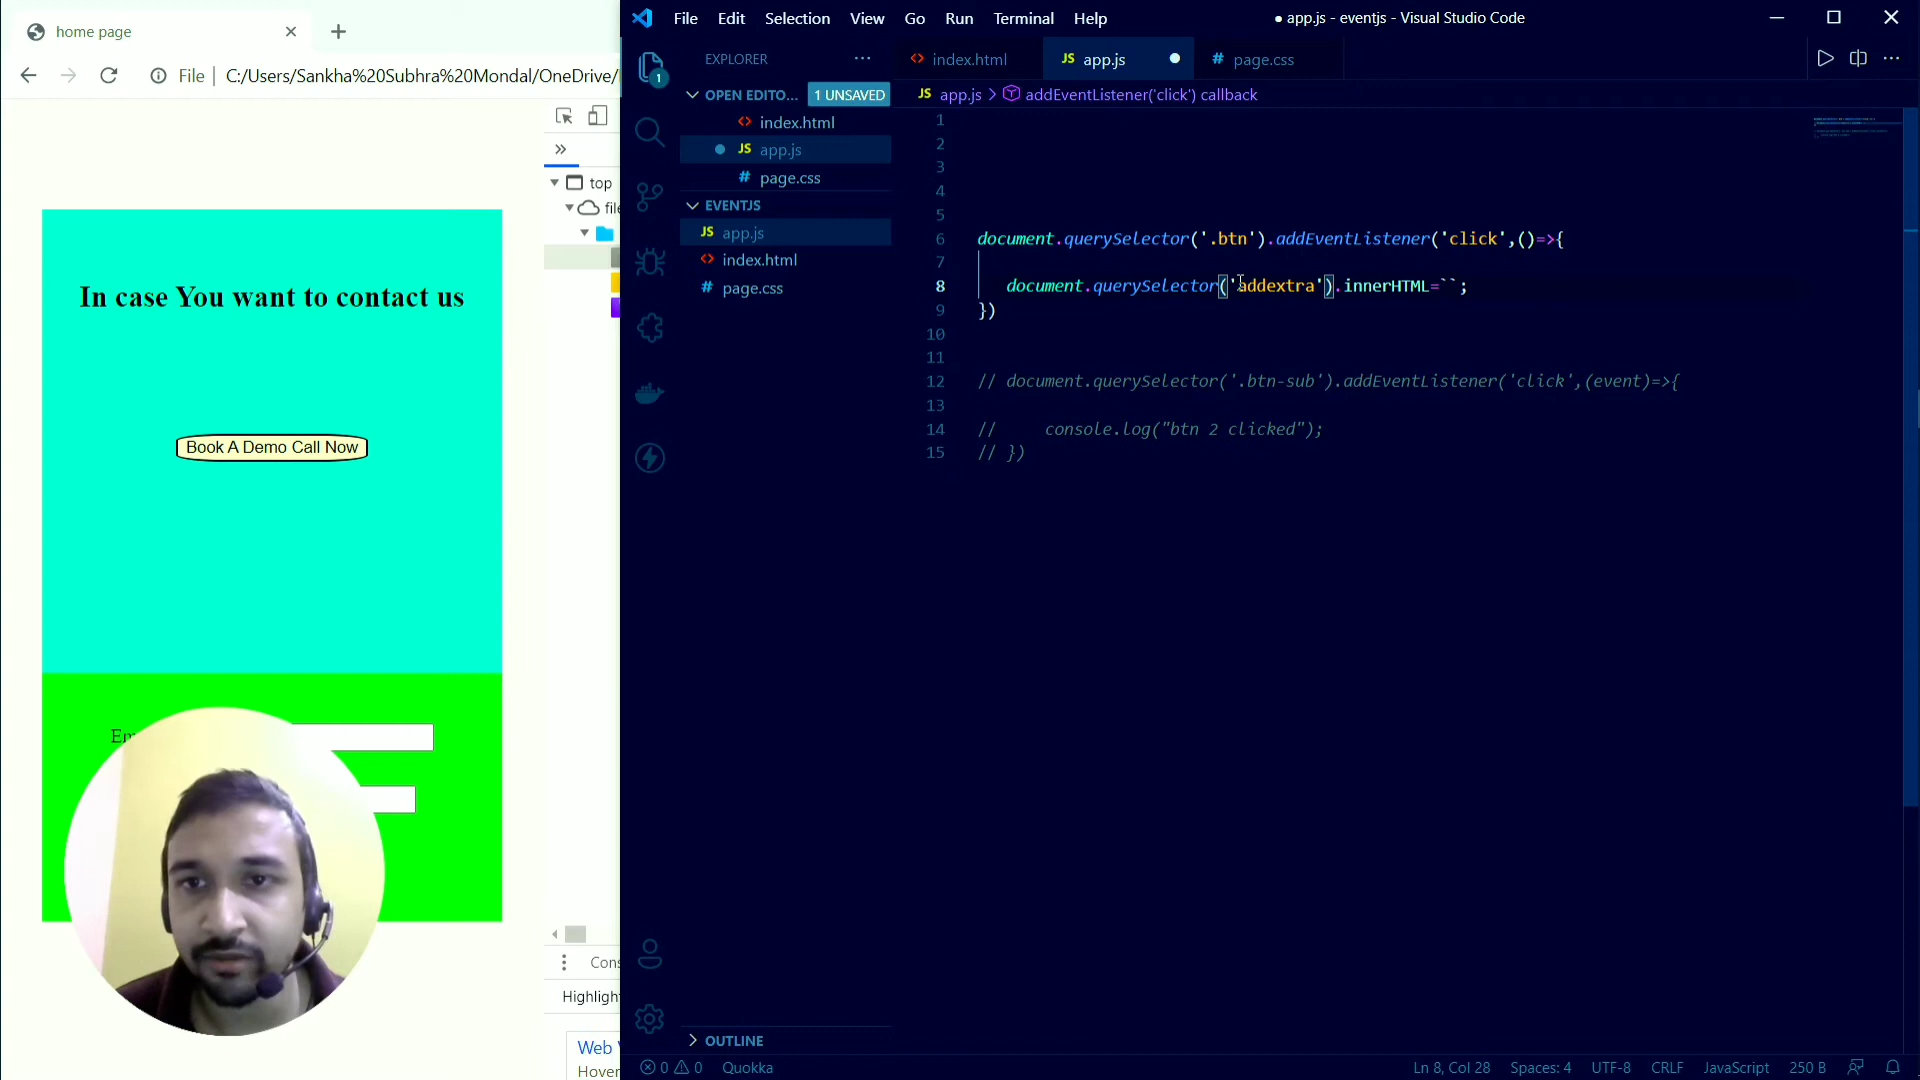 home page
File
C:/Users/Sankha%20Subhra%20Mondal/OneDrive/
In case You want to contact us
Book A Demo Call Now
top
Highligh
Web
Hover
File Edit Selection View Go Run Terminal Help
● app.js - eventjs - Visual Studio Code
EXPLORER
index.html
JS app.js
# page.css
OPEN EDITO...
1 UNSAVED
JS app.js > addEventListener('click') callback
index.html
JS app.js
# page.css
EVENTJS
JS app.js
index.html
# page.css
1
1
2
3
4
5
6 document.querySelector('.btn').addEventListener('click',()=>{
7
8 document.querySelector('addextra').innerHTML=``;
9 })
10
11
12 // document.querySelector('.btn-sub').addEventListener('click',(event)=>{
13
14 // console.log("btn 2 clicked");
15 // })
OUTLINE
0 0 Quokka
Ln 8, Col 28 Spaces: 4 UTF-8 CRLF JavaScript 250 B